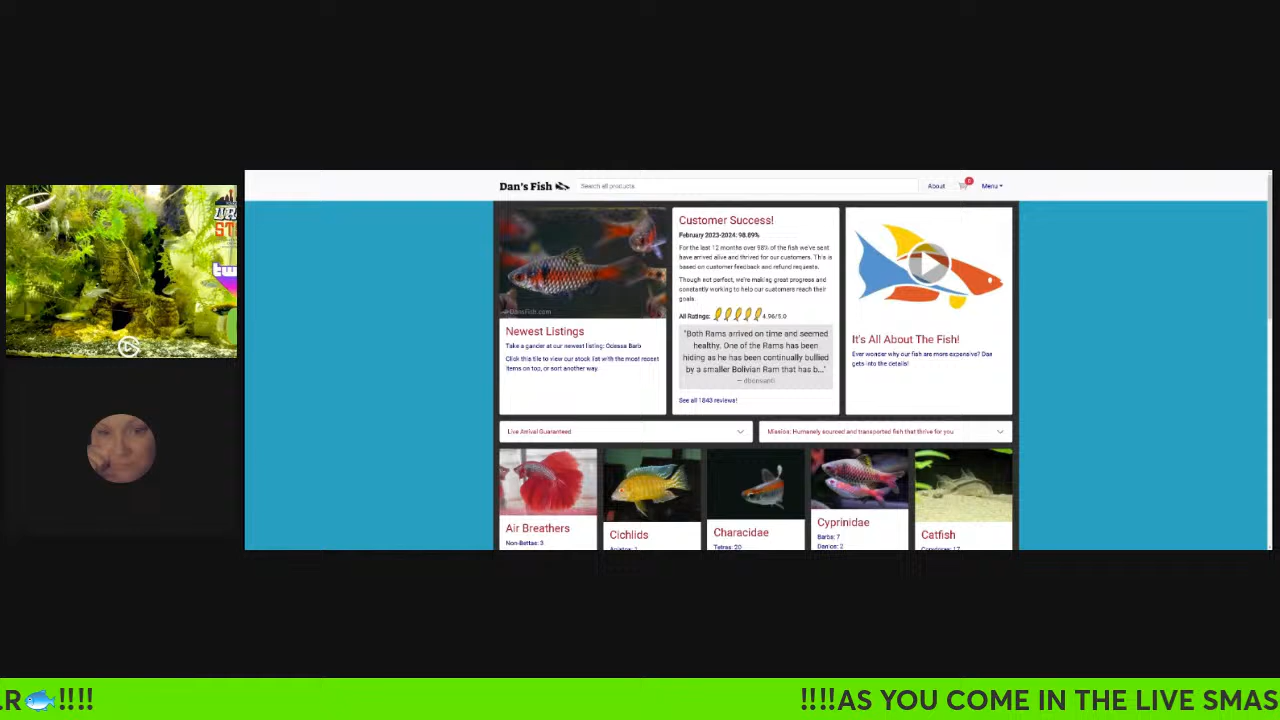 Dan's Fish
Search all products
About
0
Menu
DansFish.com
Newest Listings
Take a gander at our newest listing: Odessa Barb
Click this tile to view our stock list with the most recent
items on top, or sort another way.
Customer Success!
February 2023-2024: 98.89%
For the last 12 months over 98% of the fish we've sent
have arrived alive and thrived for our customers. This is
based on customer feedback and refund requests.
Though not perfect, we're making great progress and
constantly working to help our customers reach their
goals.
All Ratings: 4.96/5.0
"Both Rams arrived on time and seemed
healthy. One of the Rams has been
hiding as he has been continually bullied
by a smaller Bolivian Ram that has b..."
See all 1843 reviews!
It's All About The Fish!
Ever wonder why our fish are more expensive? Dan
gets into the details!
Live Arrival Guaranteed
Mission: Humanely sourced and transported fish that thrive for you
Air Breathers
Non-Bettas: 3
Cichlids
Characidae
Tetras: 20
Cyprinidae
Barbs: 7
Danios: 2
Catfish
.R🐟!!!! !!!!AS YOU COME IN THE LIVE SMAS